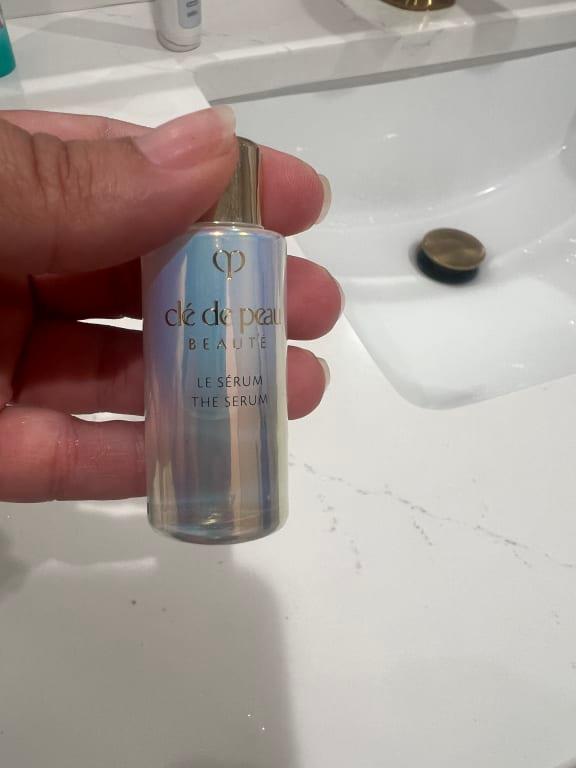 clé de peau
BEAUTÉ
LE SÉRUM
THE SERUM